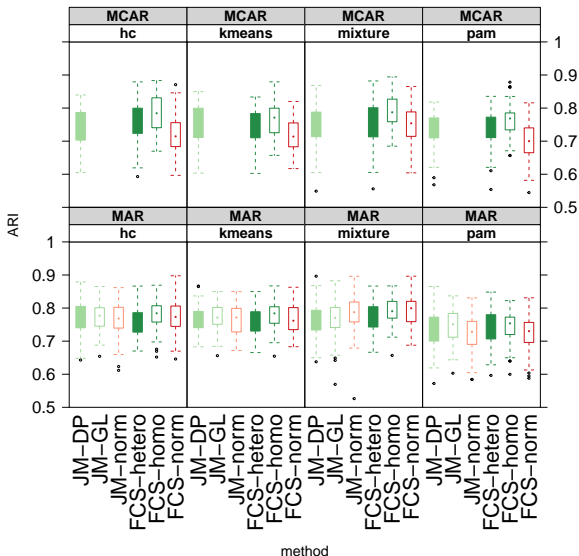 MCAR MCAR MCAR MCAR
hc kmeans mixture pam
1
0.9
0.8
0.7
0.6
0.5
MAR MAR MAR MAR
hc kmeans mixture pam
1
0.9
0.8
0.7
0.6
0.5
ARI
JM−DP JM−GL JM−norm FCS−hetero FCS−homo FCS−norm JM−DP JM−GL JM−norm FCS−hetero FCS−homo FCS−norm JM−DP JM−GL JM−norm FCS−hetero FCS−homo FCS−norm JM−DP JM−GL JM−norm FCS−hetero FCS−homo FCS−norm
method